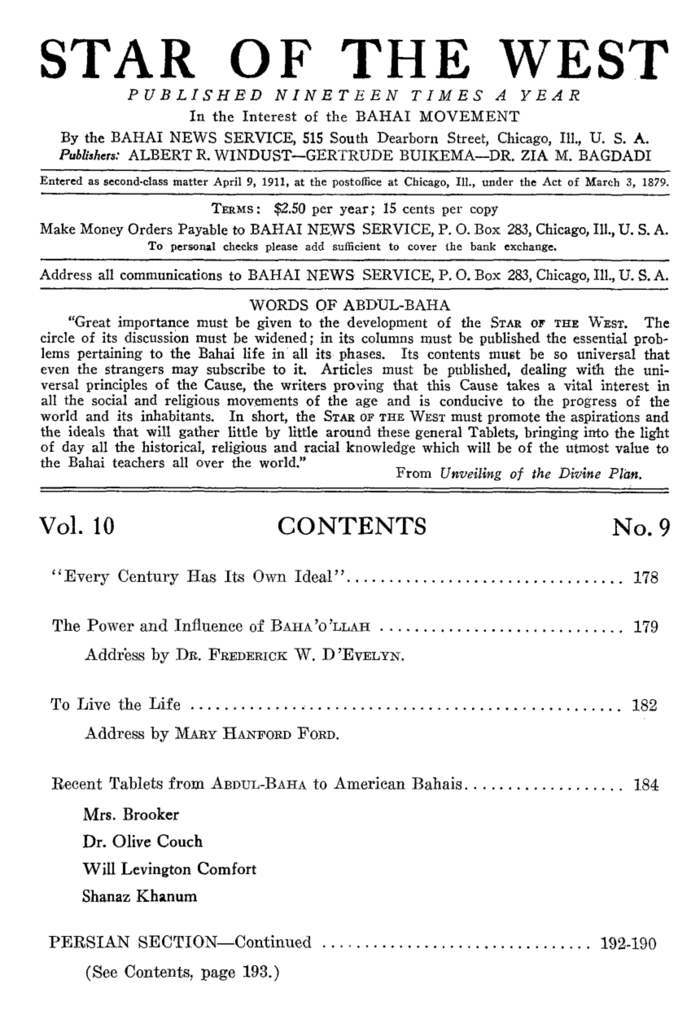 STAR OF THE WEST
PUBLISHED NINETEEN TIMES A YEAR
In the Interest of the BAHAI MOVEMENT
By the BAHAI NEWS SERVICE, 515 South Dearborn Street, Chicago, Ill., U. S. A.
Publishers: ALBERT R. WINDUST—GERTRUDE BUIKEMA—DR. ZIA M. BAGDADI
Entered as second-class matter April 9, 1911, at the postoffice at Chicago, Ill., under the Act of March 3, 1879.
TERMS: $2.50 per year; 15 cents per copy
Make Money Orders Payable to BAHAI NEWS SERVICE, P. O. Box 283, Chicago, Ill., U. S. A.
To personal checks please add sufficient to cover the bank exchange.
Address all communications to BAHAI NEWS SERVICE, P. O. Box 283, Chicago, Ill., U. S. A.
WORDS OF ABDUL-BAHA
"Great importance must be given to the development of the STAR OF THE WEST. The
circle of its discussion must be widened; in its columns must be published the essential prob-
lems pertaining to the Bahai life in all its phases. Its contents must be so universal that
even the strangers may subscribe to it. Articles must be published, dealing with the uni-
versal principles of the Cause, the writers proving that this Cause takes a vital interest in
all the social and religious movements of the age and is conducive to the progress of the
world and its inhabitants. In short, the STAR OF THE WEST must promote the aspirations and
the ideals that will gather little by little around these general Tablets, bringing into the light
of day all the historical, religious and racial knowledge which will be of the utmost value to
the Bahai teachers all over the world."
From Unveiling of the Divine Plan.
Vol. 10 CONTENTS No. 9
"Every Century Has Its Own Ideal"................................ 178
The Power and Influence of BAHA'O'LLAH ............................ 179
Address by DR. FREDERICK W. D'EVELYN.
To Live the Life .................................................. 182
Address by MARY HANFORD FORD.
Recent Tablets from ABDUL-BAHA to American Bahais................... 184
Mrs. Brooker
Dr. Olive Couch
Will Levington Comfort
Shanaz Khanum
PERSIAN SECTION—Continued ............................... 192-190
(See Contents, page 193.)